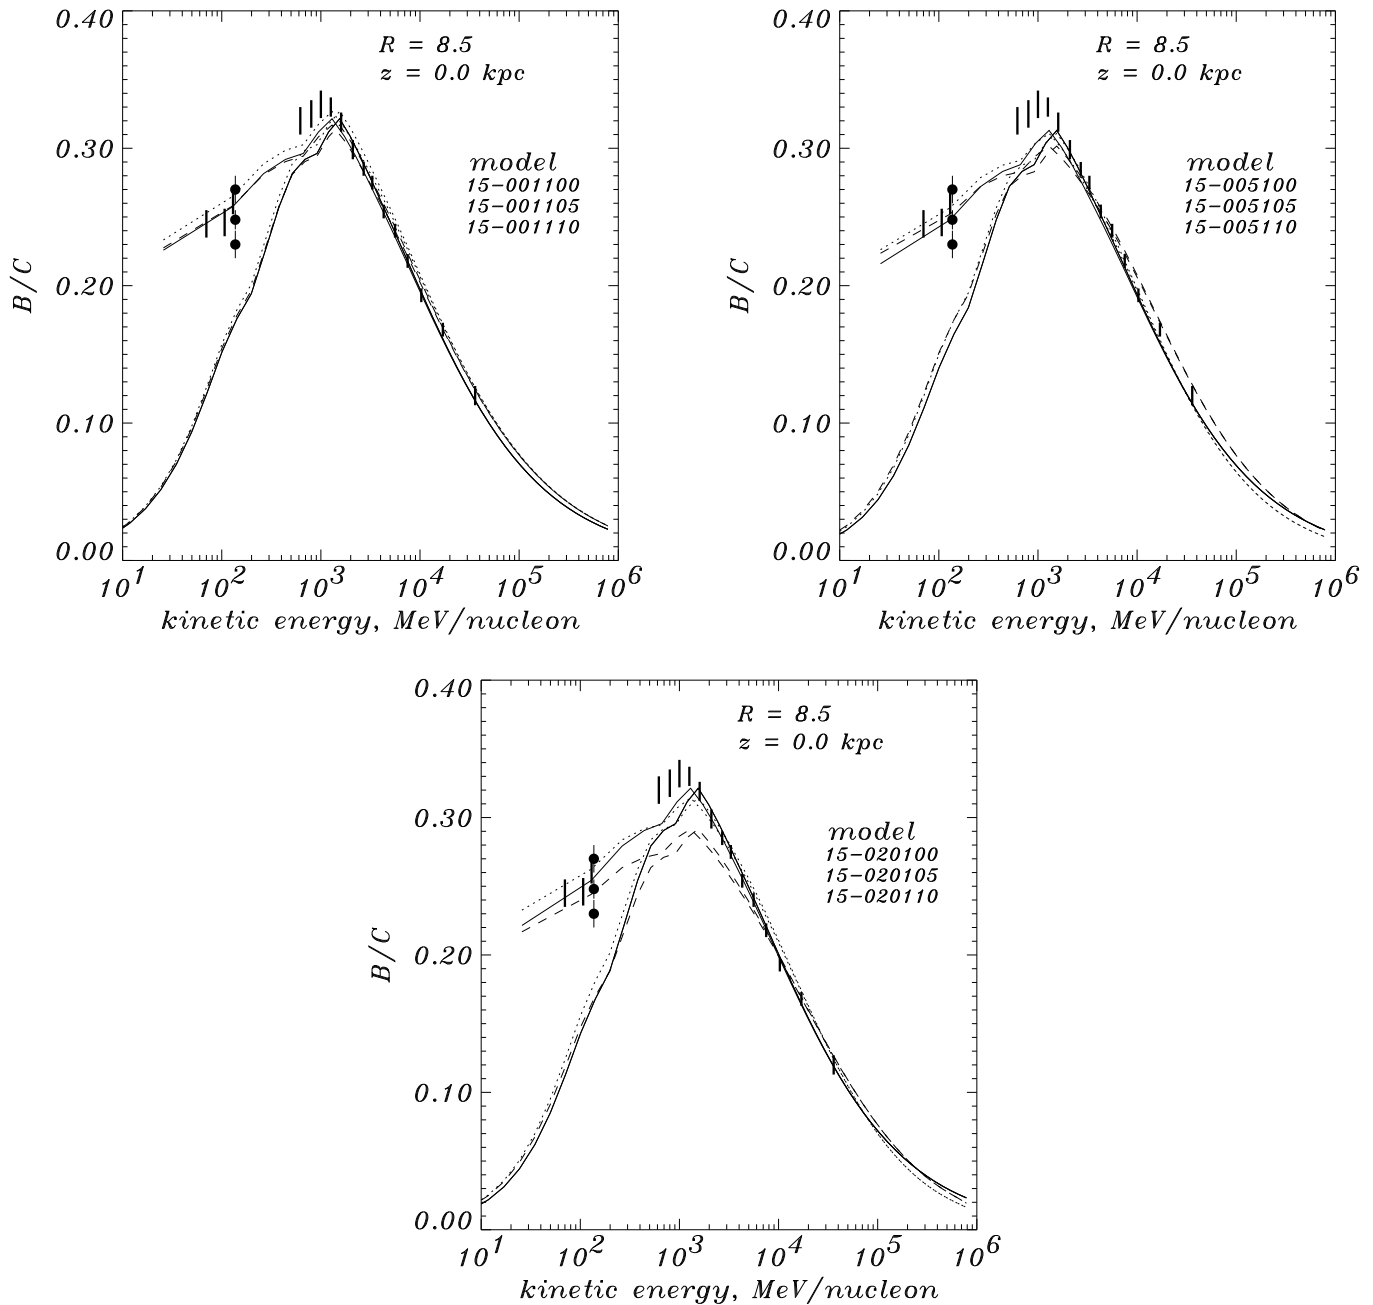 0.40
0.30
0.20
0.10
0.00
B/C
R = 8.5
z = 0.0 kpc
model
15-001100
15-001105
15-001110
10^1 10^2 10^3 10^4 10^5 10^6
kinetic energy, MeV/nucleon
0.40
0.30
0.20
0.10
0.00
B/C
R = 8.5
z = 0.0 kpc
model
15-005100
15-005105
15-005110
10^1 10^2 10^3 10^4 10^5 10^6
kinetic energy, MeV/nucleon
0.40
0.30
0.20
0.10
0.00
B/C
R = 8.5
z = 0.0 kpc
model
15-020100
15-020105
15-020110
10^1 10^2 10^3 10^4 10^5 10^6
kinetic energy, MeV/nucleon